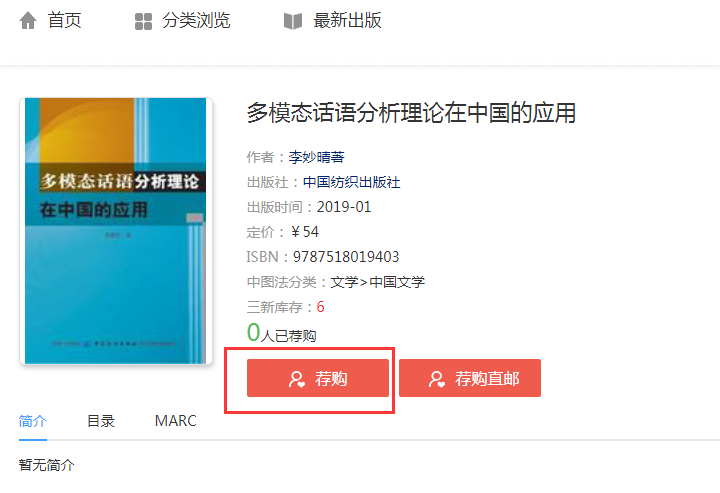 首页 分类浏览 最新出版
多模态话语分析理论
在中国的应用
多模态话语分析理论在中国的应用
作者：李妙晴著
出版社：中国纺织出版社
出版时间：2019-01
定价：￥54
ISBN：9787518019403
中图法分类：文学>中国文学
三新库存：6
0人已荐购
荐购 荐购直邮
简介 目录 MARC
暂无简介